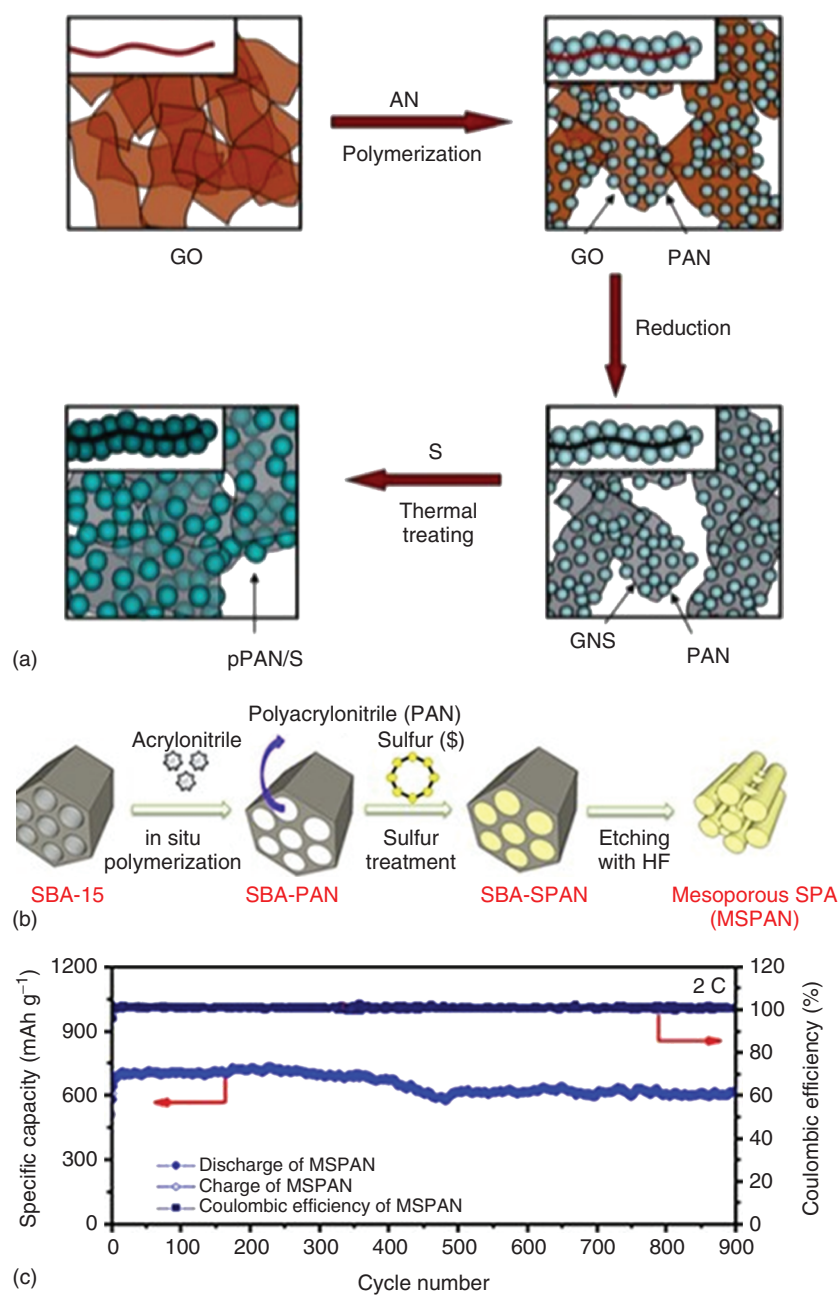 AN
Polymerization
GO
GO PAN
Reduction
S
Thermal
treating
GNS
PAN
pPAN/S
(a)
Polyacrylonitrile (PAN)
Acrylonitrile
Sulfur ($)
in situ
polymerization
Sulfur
treatment
Etching
with HF
SBA-15
SBA-PAN
SBA-SPAN
Mesoporous SPA
(MSPAN)
(b)
1200
900
600
300
0
Specific capacity (mAh g⁻¹)
2 C
120
100
80
60
40
20
0
Coulombic efficiency (%)
Discharge of MSPAN
Charge of MSPAN
Coulombic efficiency of MSPAN
0 100 200 300 400 500 600 700 800 900
Cycle number
(c)